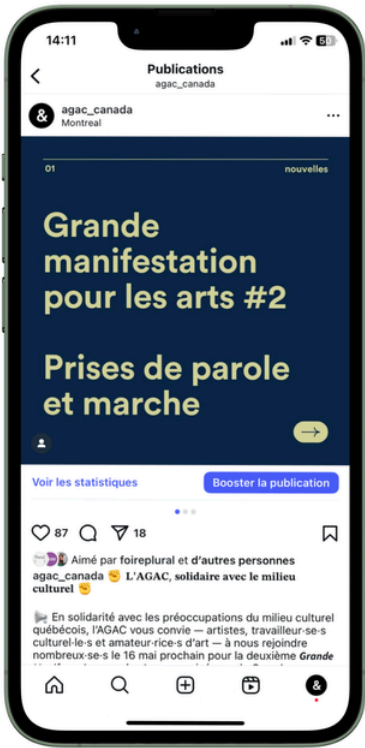 14:11
50
Publications
agac_canada
&
agac_canada
Montreal
01
nouvelles
Grande
manifestation
pour les arts #2
Prises de parole
et marche
Voir les statistiques
Booster la publication
87
18
Aimé par foireplural et d'autres personnes
agac_canada ✊ L'AGAC, solidaire avec le milieu
culturel ✊
📢 En solidarité avec les préoccupations du milieu culturel
québécois, l'AGAC vous convie — artistes, travailleur·se·s
culturel·le·s et amateur·rice·s d'art — à nous rejoindre
nombreux·se·s le 16 mai prochain pour la deuxième Grande
&